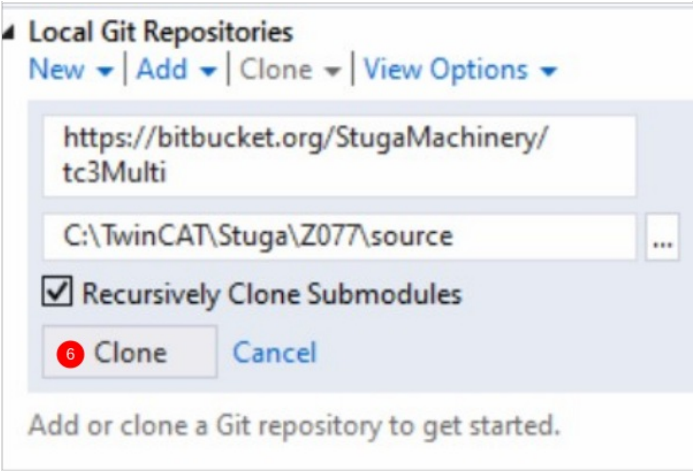 Local Git Repositories
New | Add | Clone | View Options
https://bitbucket.org/StugaMachinery/
tc3Multi
C:\TwinCAT\Stuga\Z077\source
...
Recursively Clone Submodules
6 Clone Cancel
Add or clone a Git repository to get started.